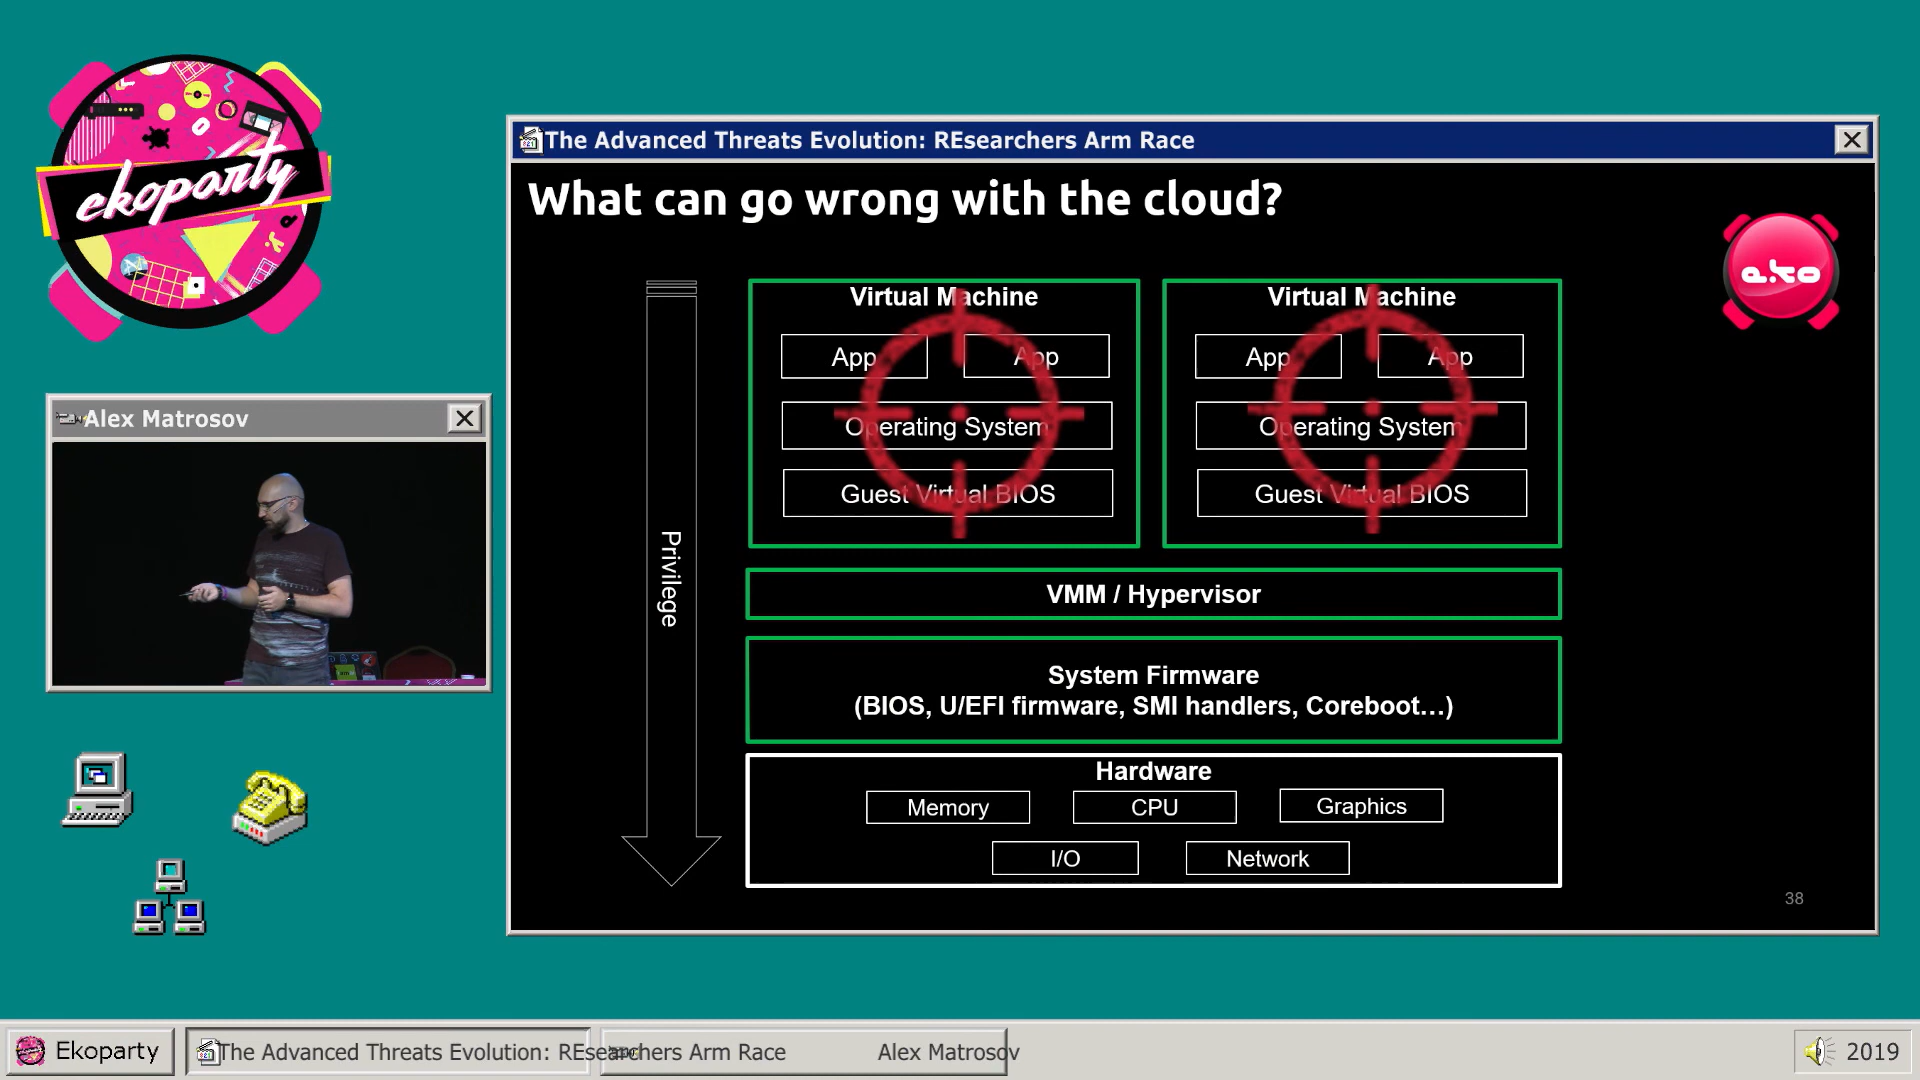 ekoparty
The Advanced Threats Evolution: REsearchers Arm Race
What can go wrong with the cloud?
eko
Virtual Machine
App
App
Operating System
Guest Virtual BIOS
Virtual Machine
App
App
Operating System
Guest Virtual BIOS
Privilege
VMM / Hypervisor
System Firmware
(BIOS, U/EFI firmware, SMI handlers, Coreboot…)
Hardware
Memory
CPU
Graphics
I/O
Network
38
Alex Matrosov
Ekoparty
The Advanced Threats Evolution: REsearchers Arm Race
Alex Matrosov
2019